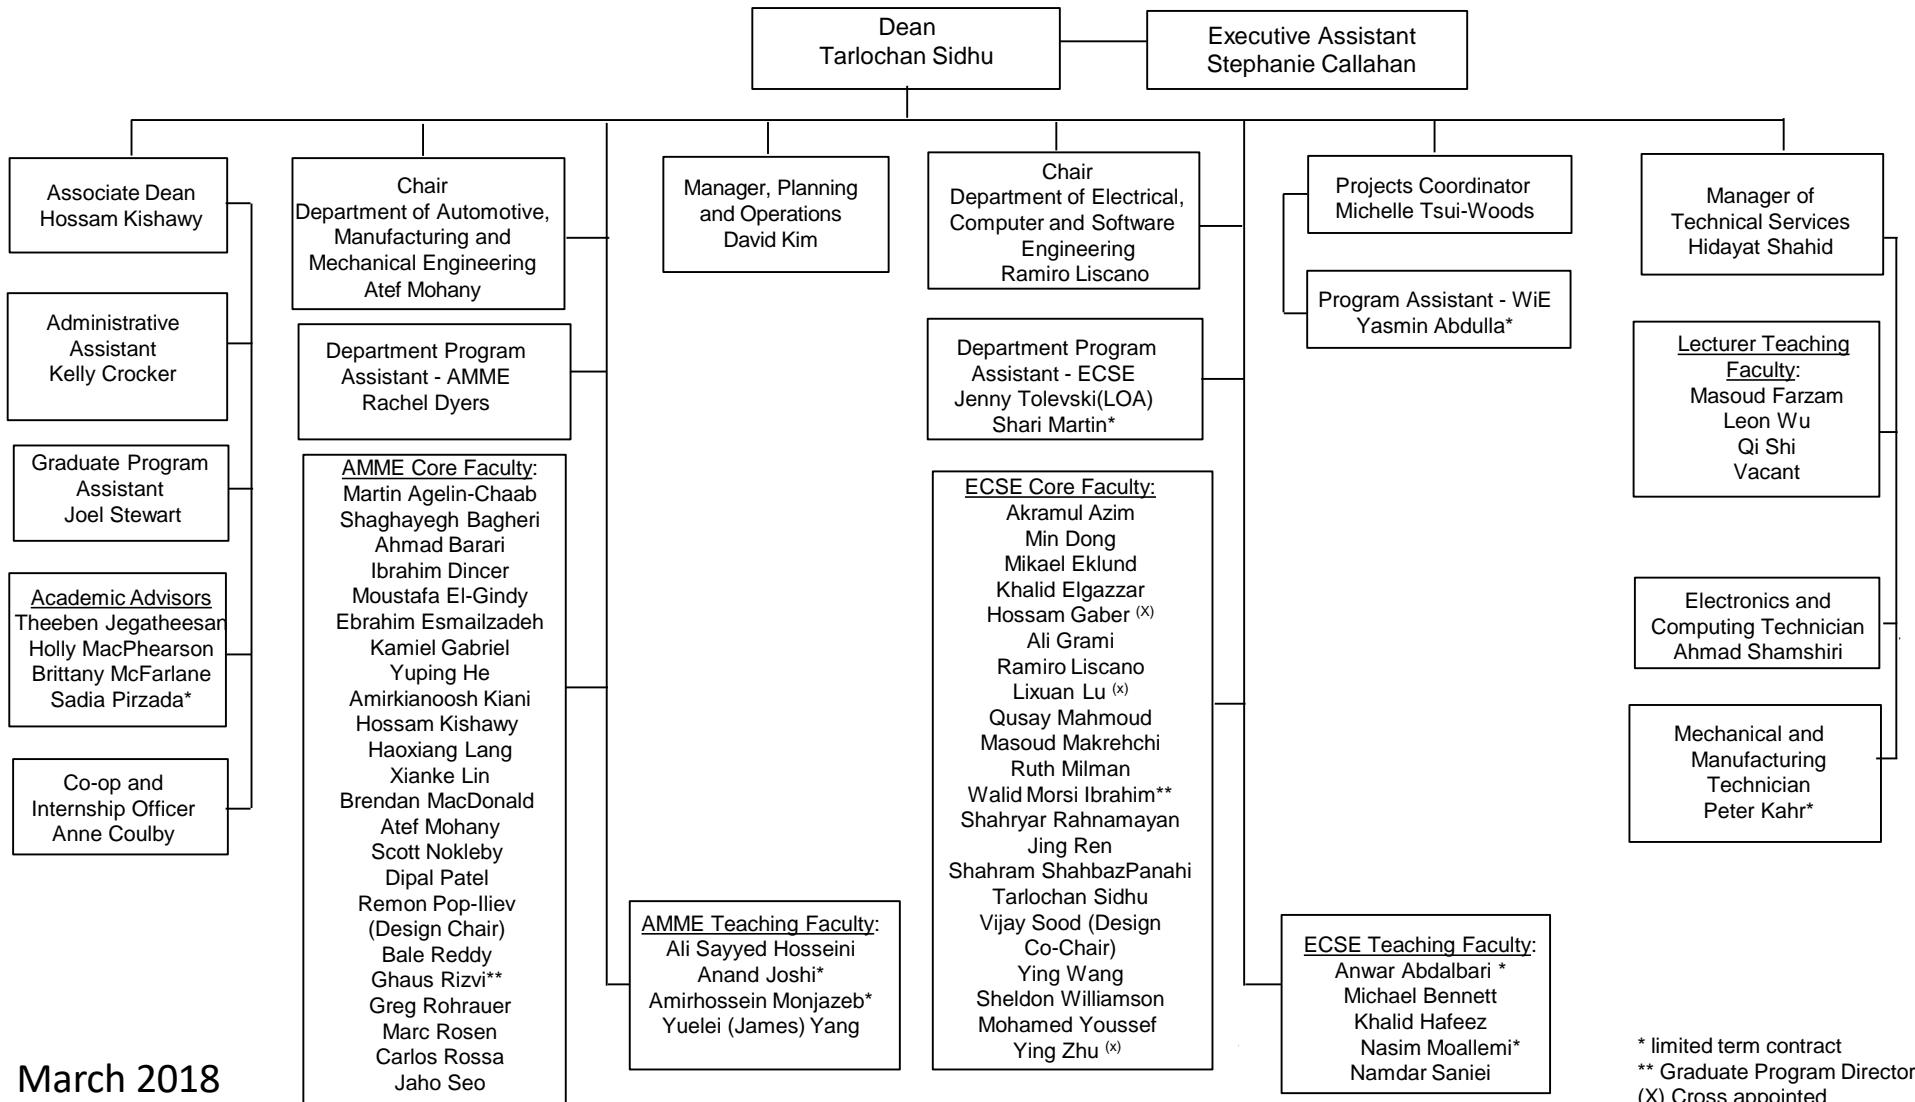 Dean
Tarlochan Sidhu
Executive Assistant
Stephanie Callahan
Associate Dean
Hossam Kishawy
Administrative
Assistant
Kelly Crocker
Graduate Program
Assistant
Joel Stewart
Academic Advisors
Theeben Jegatheesan
Holly MacPhearson
Brittany McFarlane
Sadia Pirzada*
Co-op and
Internship Officer
Anne Coulby
Chair
Department of Automotive,
Manufacturing and
Mechanical Engineering
Atef Mohany
Department Program
Assistant - AMME
Rachel Dyers
AMME Core Faculty:
Martin Agelin-Chaab
Shaghayegh Bagheri
Ahmad Barari
Ibrahim Dincer
Moustafa El-Gindy
Ebrahim Esmailzadeh
Kamiel Gabriel
Yuping He
Amirkianoosh Kiani
Hossam Kishawy
Haoxiang Lang
Xianke Lin
Brendan MacDonald
Atef Mohany
Scott Nokleby
Dipal Patel
Remon Pop-Iliev
(Design Chair)
Bale Reddy
Ghaus Rizvi**
Greg Rohrauer
Marc Rosen
Carlos Rossa
Jaho Seo
AMME Teaching Faculty:
Ali Sayyed Hosseini
Anand Joshi*
Amirhossein Monjazeb*
Yuelei (James) Yang
Manager, Planning
and Operations
David Kim
Chair
Department of Electrical,
Computer and Software
Engineering
Ramiro Liscano
Department Program
Assistant - ECSE
Jenny Tolevski(LOA)
Shari Martin*
ECSE Core Faculty:
Akramul Azim
Min Dong
Mikael Eklund
Khalid Elgazzar
Hossam Gaber (X)
Ali Grami
Ramiro Liscano
Lixuan Lu (x)
Qusay Mahmoud
Masoud Makrehchi
Ruth Milman
Walid Morsi Ibrahim**
Shahryar Rahnamayan
Jing Ren
Shahram ShahbazPanahi
Tarlochan Sidhu
Vijay Sood (Design
Co-Chair)
Ying Wang
Sheldon Williamson
Mohamed Youssef
Ying Zhu (x)
ECSE Teaching Faculty:
Anwar Abdalbari *
Michael Bennett
Khalid Hafeez
Nasim Moallemi*
Namdar Saniei
Projects Coordinator
Michelle Tsui-Woods
Program Assistant - WiE
Yasmin Abdulla*
Manager of
Technical Services
Hidayat Shahid
Lecturer Teaching
Faculty:
Masoud Farzam
Leon Wu
Qi Shi
Vacant
Electronics and
Computing Technician
Ahmad Shamshiri
Mechanical and
Manufacturing
Technician
Peter Kahr*
March 2018
* limited term contract
** Graduate Program Director
(X) Cross appointed